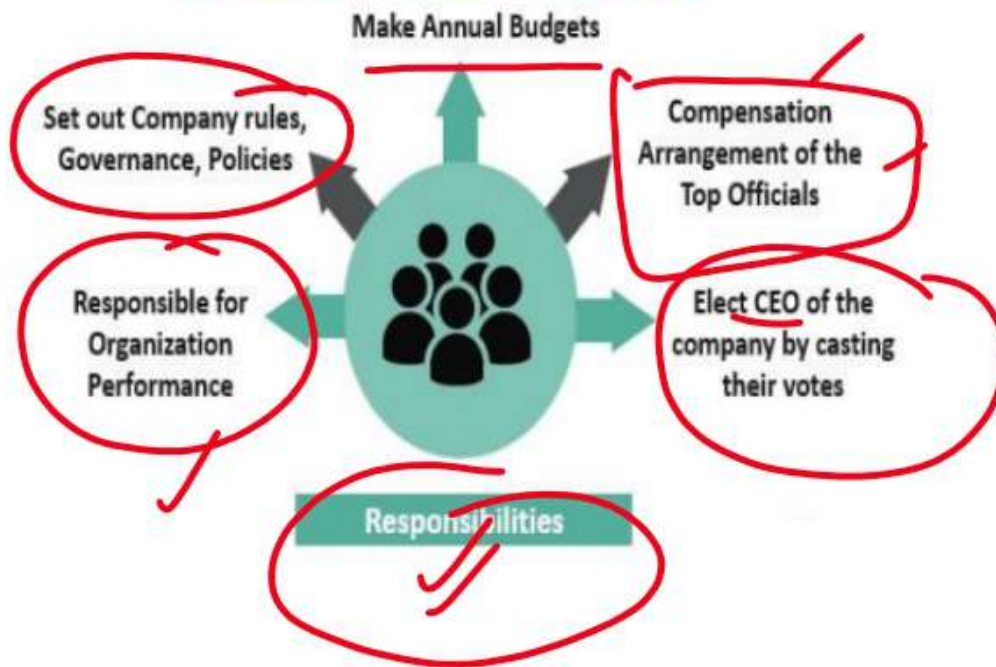 Make Annual Budgets
Set out Company rules,
Governance, Policies
Compensation
Arrangement of the
Top Officials
Responsible for
Organization
Performance
Elect CEO of the
company by casting
their votes
Responsibilities